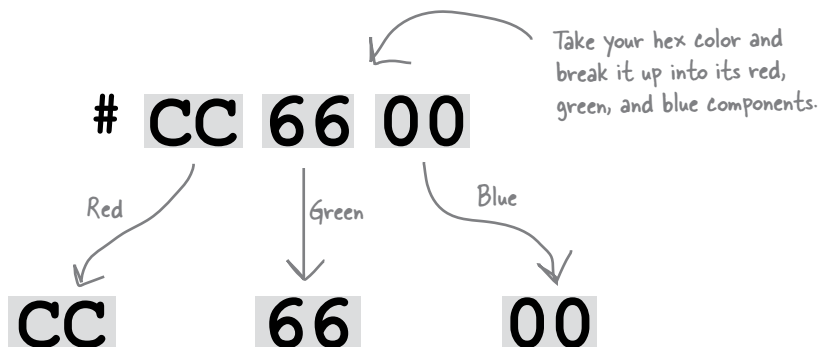 Take your hex color and
break it up into its red,
green, and blue components.
# CC 66 00
Red
Green
Blue
CC 66 00